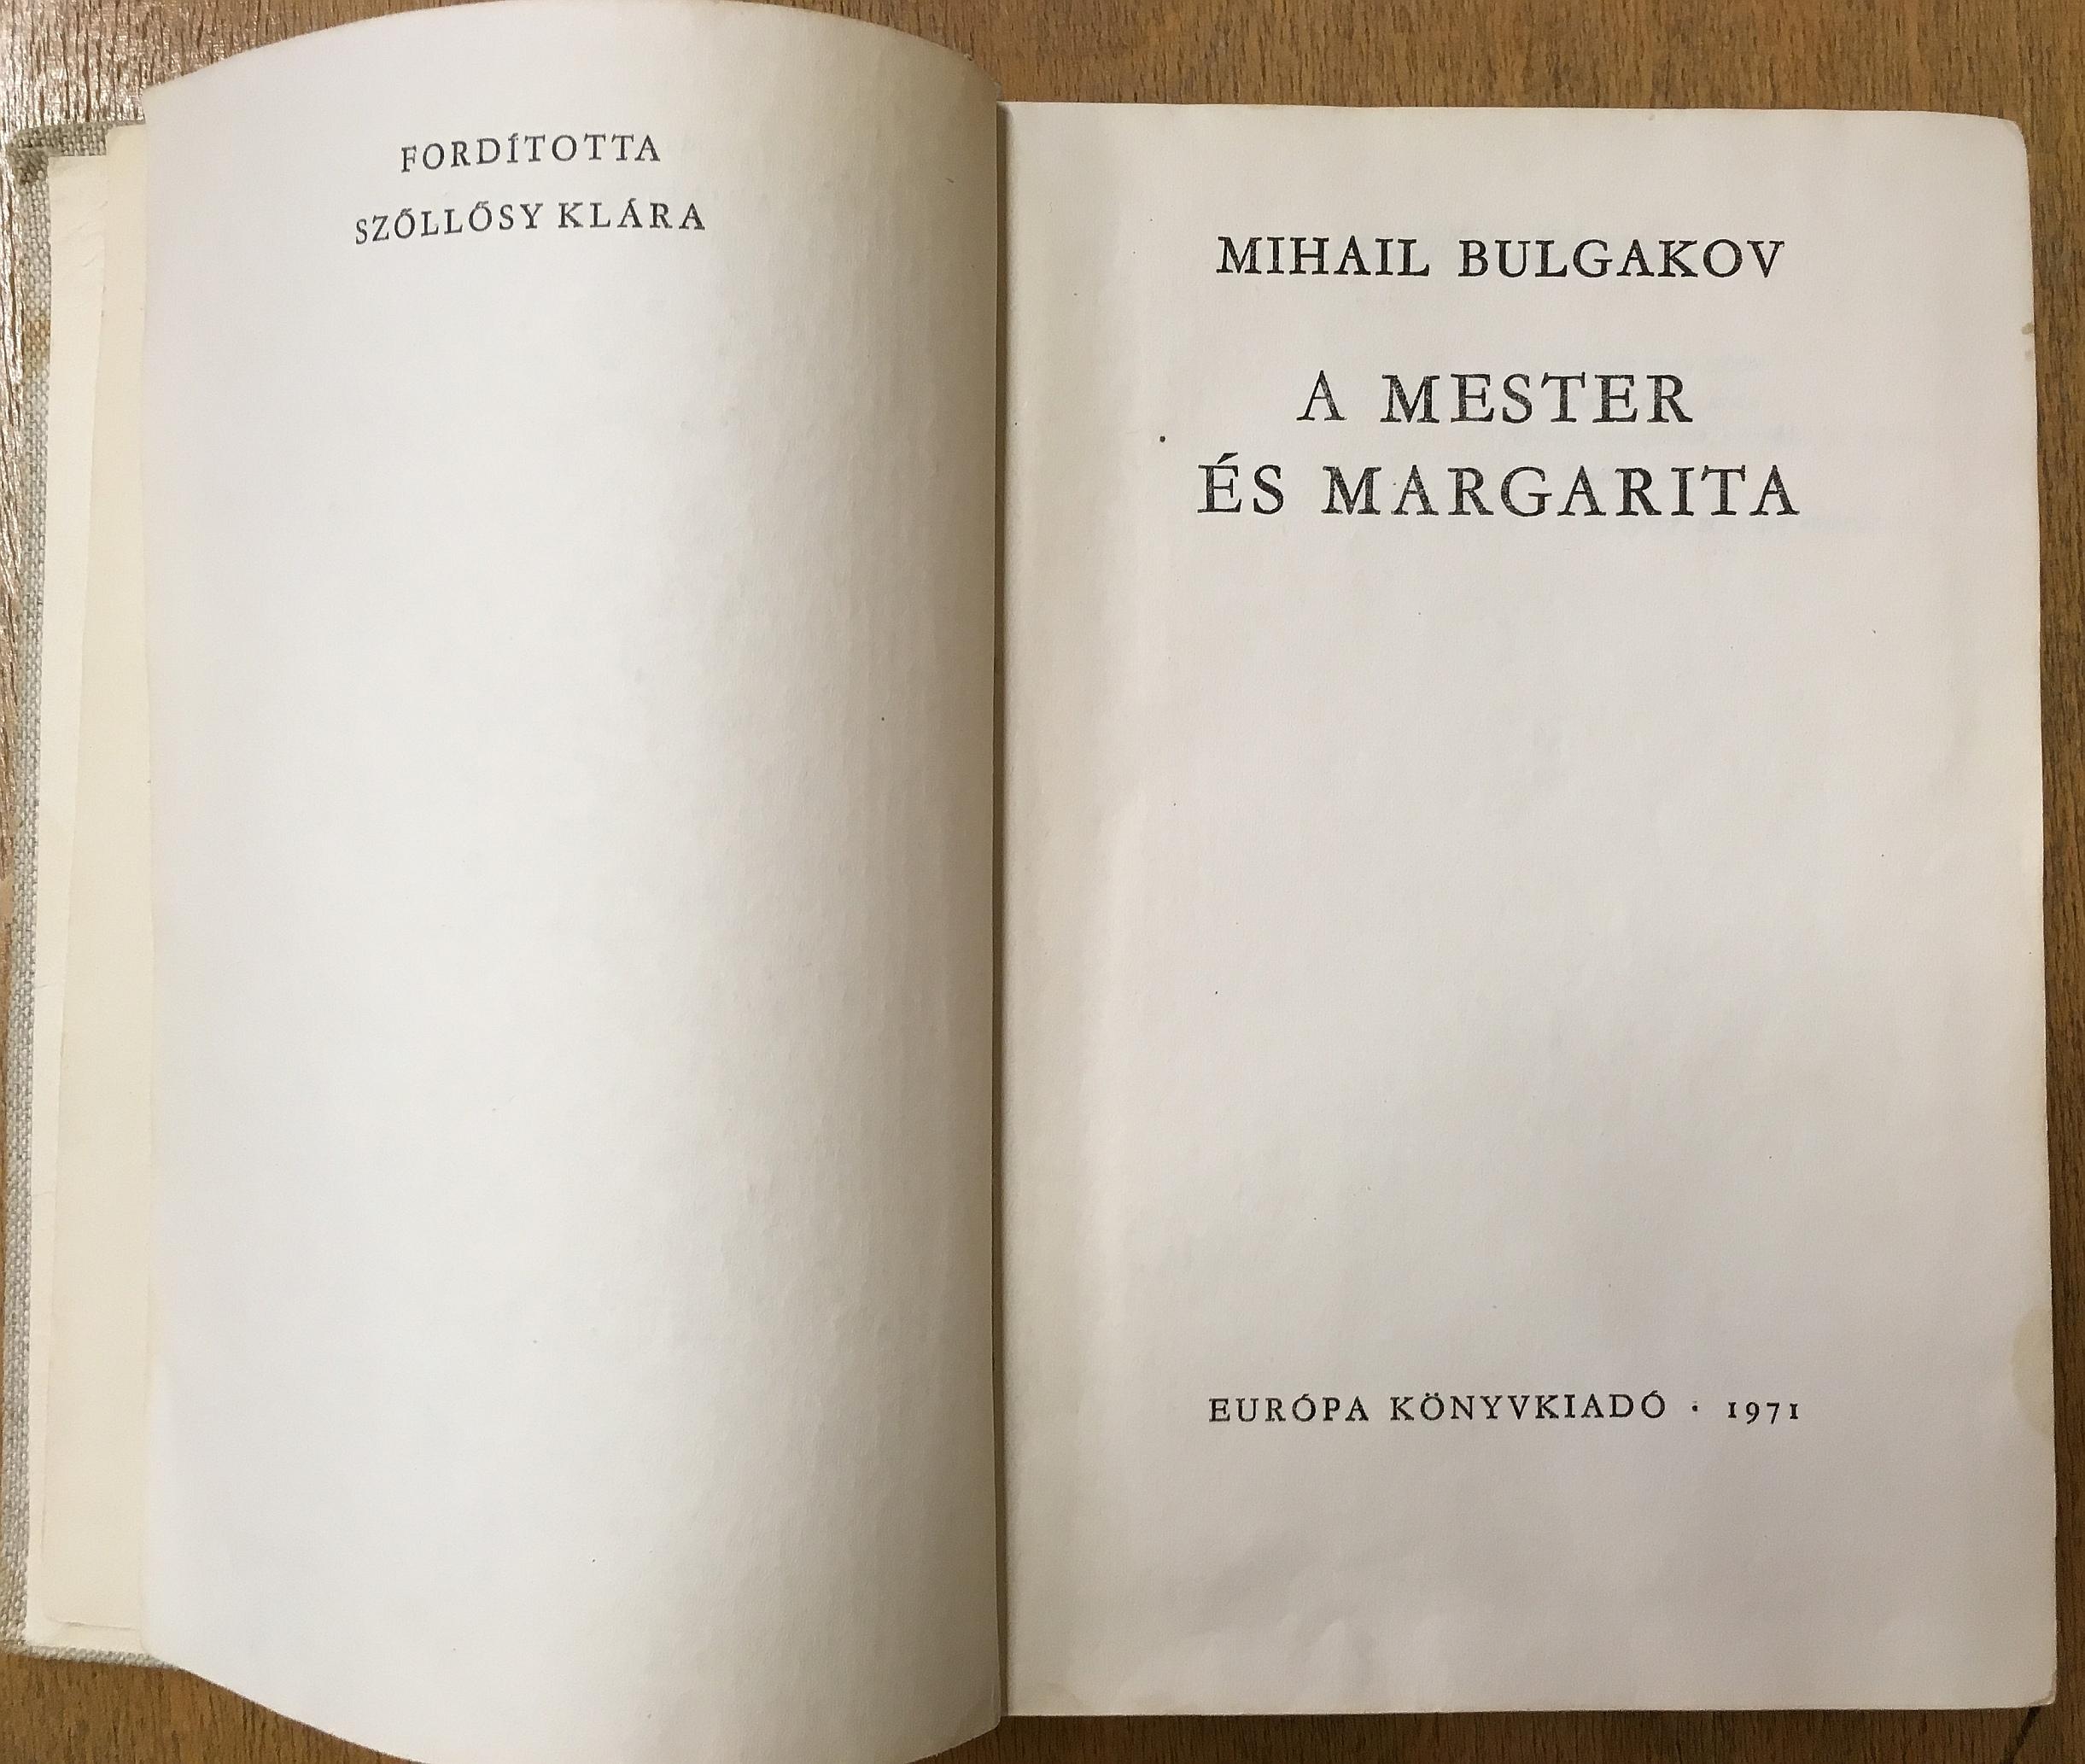 FORDÍTOTTA
SZŐLLŐSY KLÁRA
MIHAIL BULGAKOV
A MESTER
ÉS MARGARITA
EURÓPA KÖNYVKIADÓ · 1971